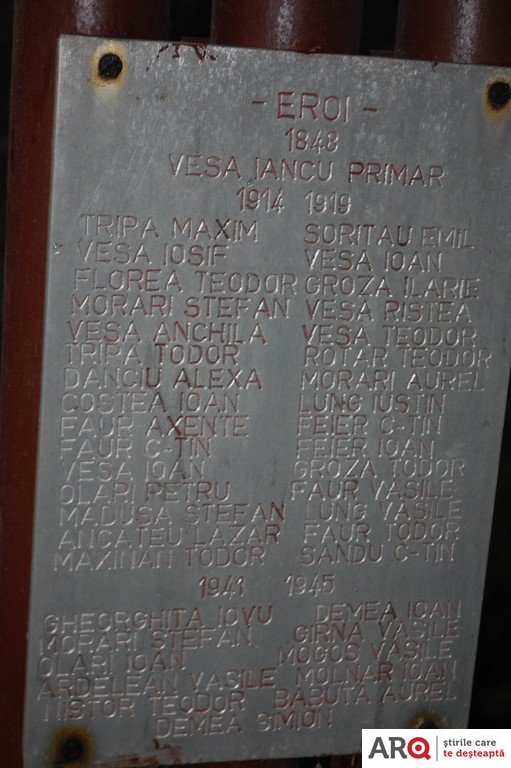 - EROI -
1848
VESA IANCU PRIMAR
1914 1919
TRIPA MAXIM SORITAU EMIL
VESA IOSIF VESA IOAN
FLOREA TEODOR GROZA ILARIE
MORARI STEFAN VESA RISTEA
VESA ANCHILA VESA TEODOR
TRIPA TODOR ROTAR TEODOR
DANCIU ALEXA MORARI AUREL
COSTEA IOAN LUNG IUSTIN
FAUR AXENTE FEIER C-TIN
FAUR C-TIN FEIER IOAN
VESA IOAN GROZA TODOR
OLARI PETRU FAUR VASILE
MADUSA STEFAN LUNG VASILE
ANCATEU LAZAR FAUR TODOR
MAXINAN TODOR SANDU C-TIN
1941 1945
GHEORGHITA IOVU DEMEA IOAN
MORARI STEFAN GIRNA VASILE
OLARI IOAN MOGOS VASILE
ARDELEAN VASILE MOLNAR IOAN
NISTOR TEODOR BABUTA AUREL
DEMEA SIMION
ARQ știrile care
te deșteaptă